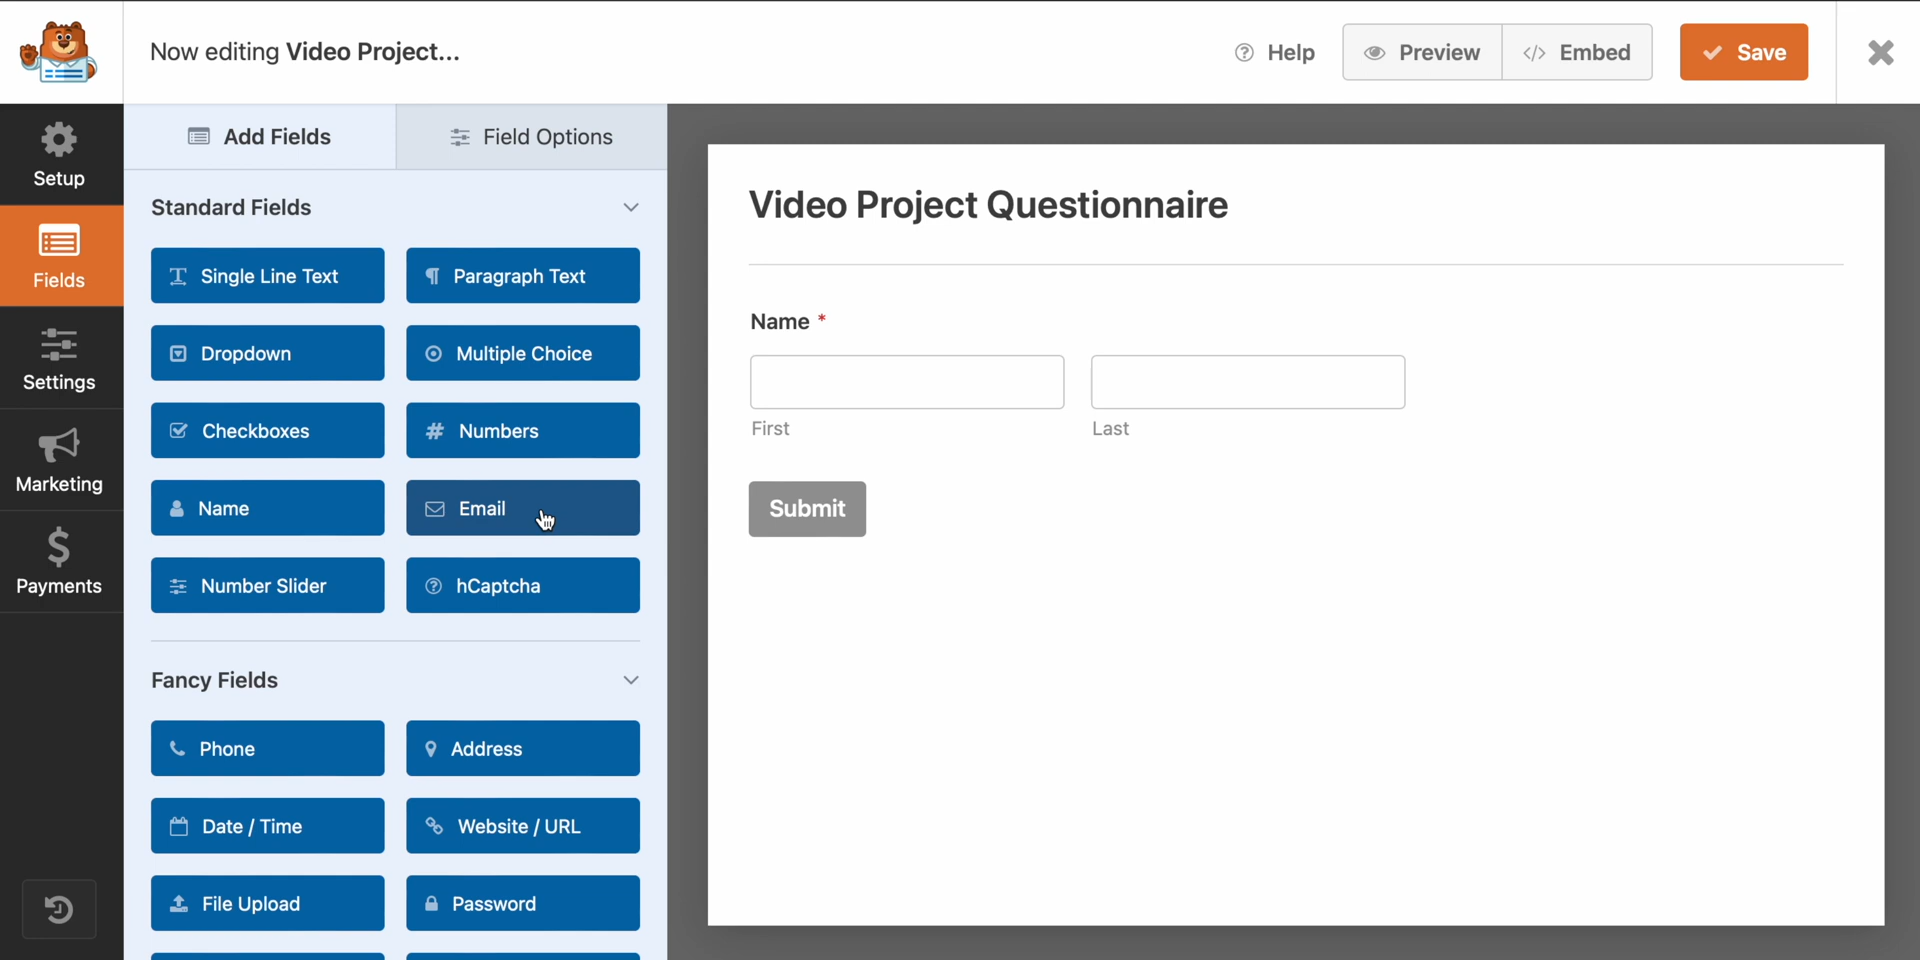 Now editing Video Project...
Help
Preview
</> Embed
Save
Setup
Fields
Settings
Marketing
Payments
Add Fields
Field Options
Standard Fields
Single Line Text
Paragraph Text
Dropdown
Multiple Choice
Checkboxes
Numbers
Name
Email
Number Slider
hCaptcha
Fancy Fields
Phone
Address
Date / Time
Website / URL
File Upload
Password
Video Project Questionnaire
Name *
First
Last
Submit